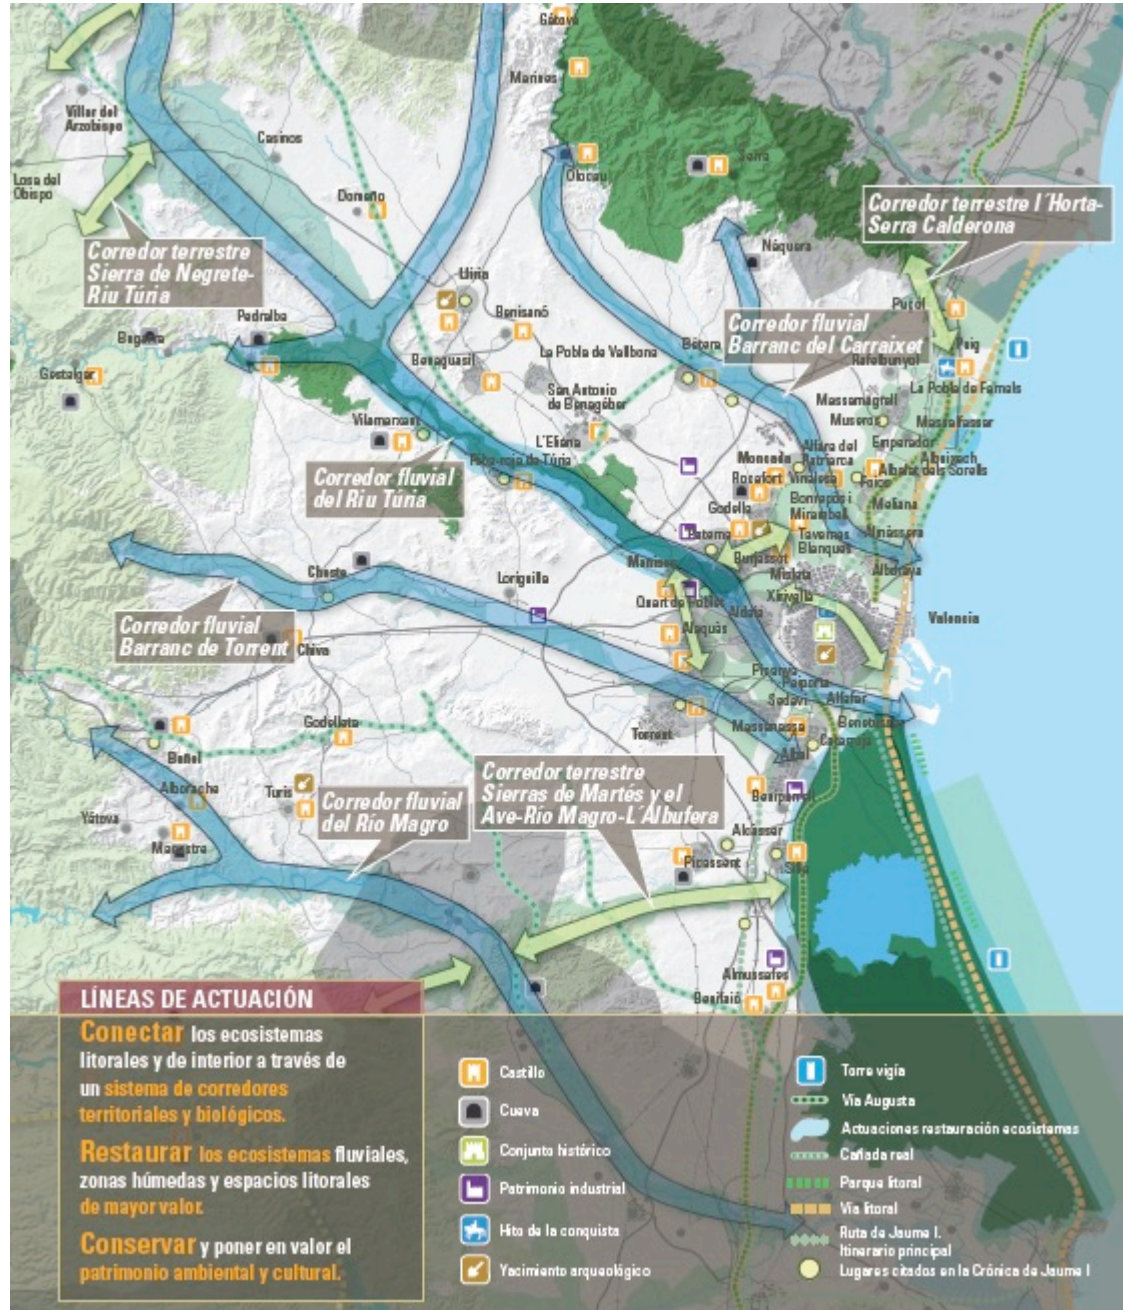 Gátova
Marines
Villar del
Arzobispo
Casinos
Olocau
Serra
Losa del
Obispo
Domeño
Corredor terrestre l´Horta-
Serra Calderona
Corredor terrestre
Sierra de Negrete-
Riu Túria
Náquera
Llíria
Puçol
Pedralba
Benisanó
Corredor fluvial
Barranc del Carraixet
Bugarra
La Pobla de Vallbona
Bétera
Puig
Rafelbunyol
Gestalgar
Benaguasil
La Pobla de Farnals
San Antonio
de Benagéber
Massamagrell
Vilamarxant
Museros
Massalfassar
L'Eliana
Emperador
Alfara del
Patriarca
Moncada
Albuixech
Albalat dels Sorells
Riba-roja de Túria
Corredor fluvial
del Riu Túria
Rocafort
Vinalesa
Foios
Meliana
Bonrepòs i
Mirambell
Godella
Paterna
Tavernes
Blanques
Almàssera
Burjassot
Manises
Mislata
Alboraya
Cheste
Loriguilla
Xirivella
Quart de Poblet
Aldaia
Valencia
Corredor fluvial
Barranc de Torrent
Alaquàs
Chiva
Picanya
Paiporta
Sedaví
Alfafar
Benetússer
Godelleta
Torrent
Massanassa
Catarroja
Buñol
Albal
Corredor terrestre
Sierras de Martés y el
Ave-Río Magro-L´Albufera
Alborache
Turís
Corredor fluvial
del Río Magro
Beniparrell
Yátova
Alcàsser
Macastre
Picassent
Silla
Almussafes
Benifaió
LÍNEAS DE ACTUACIÓN
Conectar los ecosistemas
litorales y de interior a través de
un sistema de corredores
territoriales y biológicos.
Restaurar los ecosistemas fluviales,
zonas húmedas y espacios litorales
de mayor valor.
Conservar y poner en valor el
patrimonio ambiental y cultural.
Castillo
Cueva
Conjunto histórico
Patrimonio industrial
Hito de la conquista
Yacimiento arqueológico
Torre vigía
Vía Augusta
Actuaciones restauración ecosistemas
Cañada real
Parque litoral
Vía litoral
Ruta de Jaume I.
Itinerario principal
Lugares citados en la Crónica de Jaume I